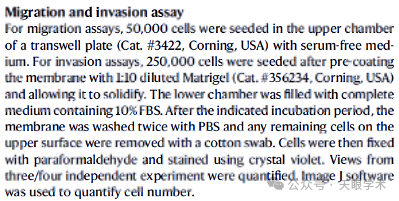 Migration and invasion assay
For migration assays, 50,000 cells were seeded in the upper chamber
of a transwell plate (Cat. #3422, Corning, USA) with serum-free med-
ium. For invasion assays, 250,000 cells were seeded after pre-coating
the membrane with 1:10 diluted Matrigel (Cat. #356234, Corning, USA)
and allowing it to solidify. The lower chamber was filled with complete
medium containing 10% FBS. After the indicated incubation period, the
membrane was washed twice with PBS and any remaining cells on the
upper surface were removed with a cotton swab. Cells were then fixed
with paraformaldehyde and stained using crystal violet. Views from
three/four independent experiment were quantified. Image J software
was used to quantify cell number.
公众号 · 天眼学术